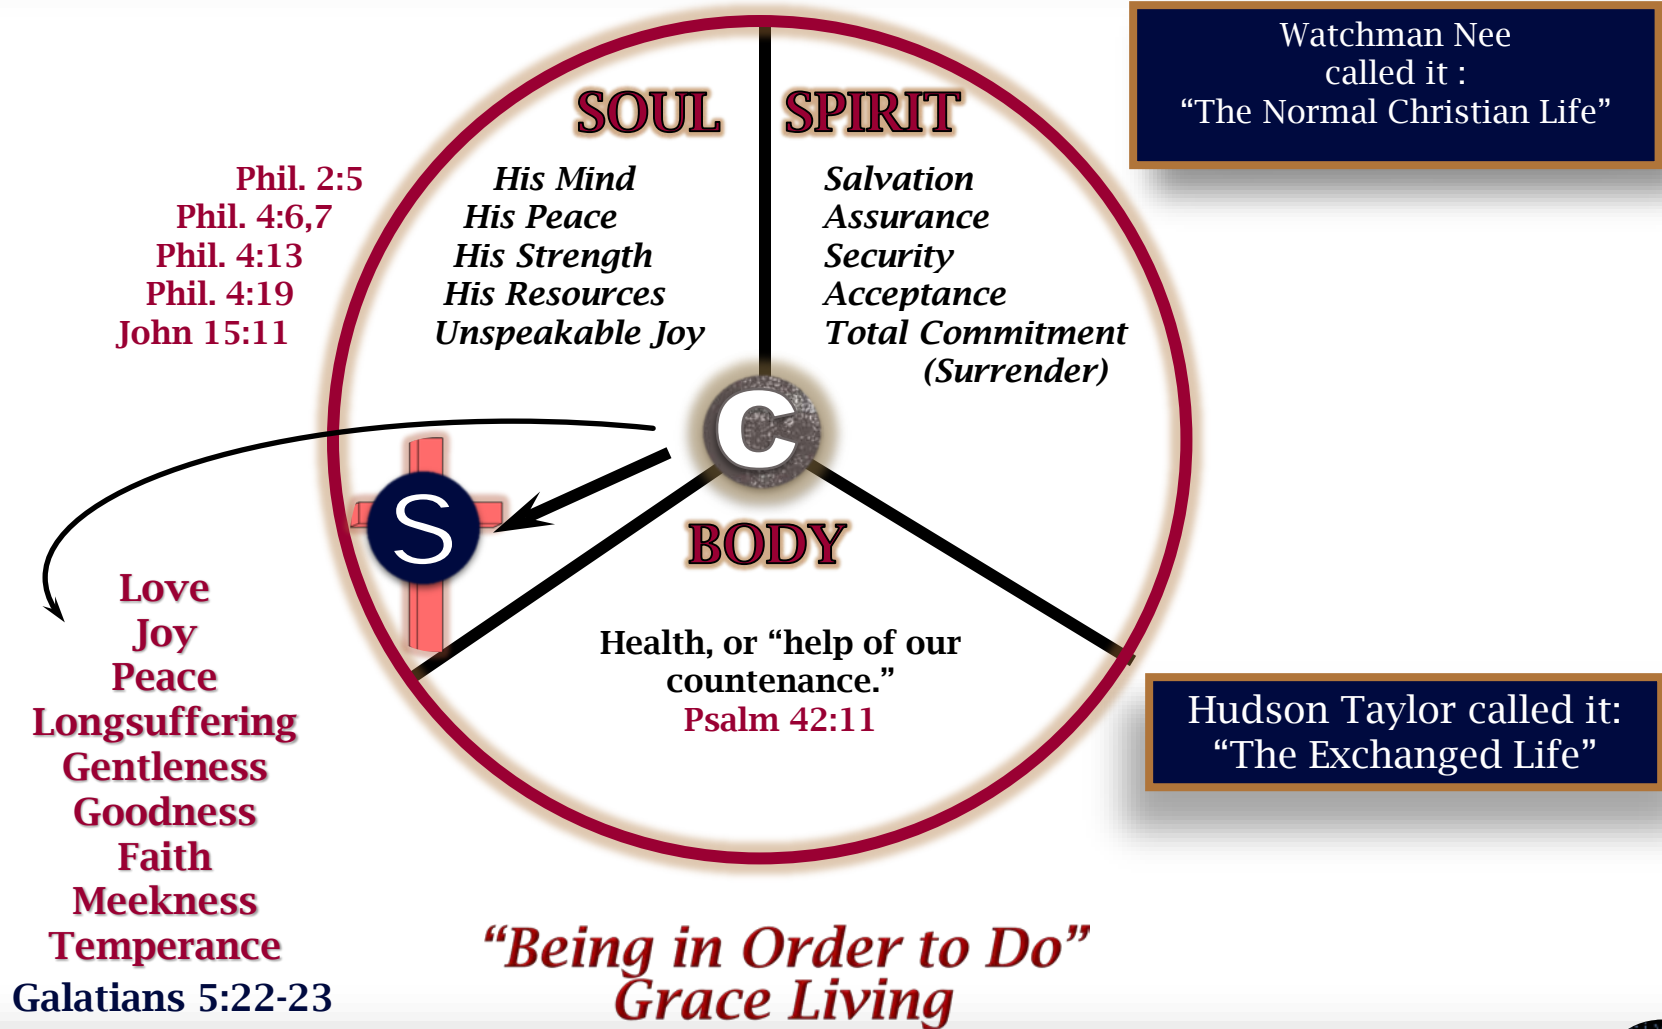 Watchman Nee
called it :
“The Normal Christian Life”
SOUL
SPIRIT
Phil. 2:5
Phil. 4:6,7
Phil. 4:13
Phil. 4:19
John 15:11
His Mind
His Peace
His Strength
His Resources
Unspeakable Joy
Salvation
Assurance
Security
Acceptance
Total Commitment
(Surrender)
C
S
BODY
Health, or “help of our
countenance.”
Psalm 42:11
Love
Joy
Peace
Longsuffering
Gentleness
Goodness
Faith
Meekness
Temperance
Galatians 5:22-23
Hudson Taylor called it:
“The Exchanged Life”
“Being in Order to Do”
Grace Living